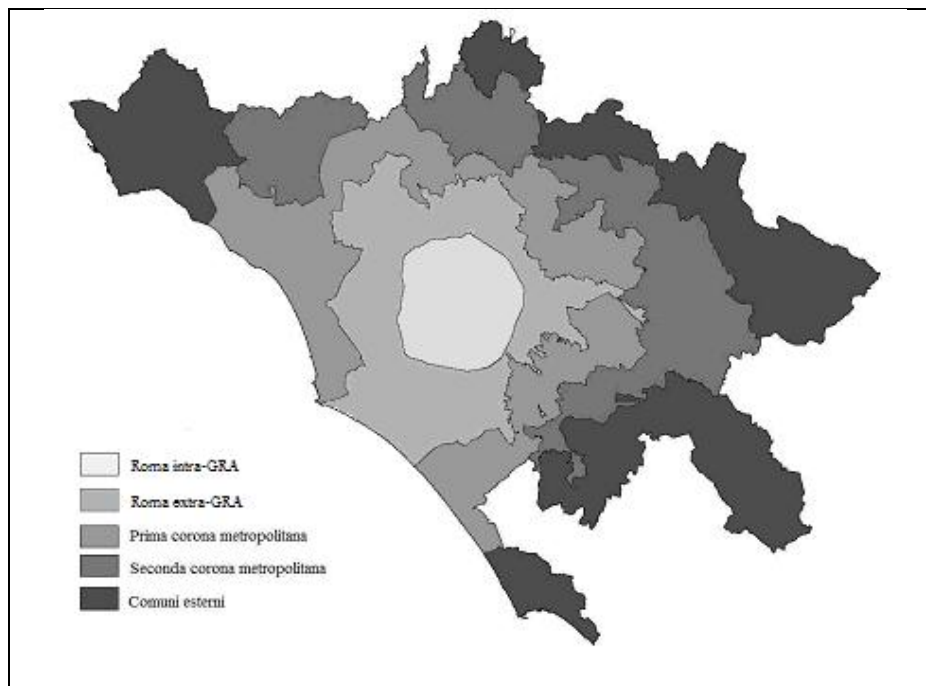 Roma intra-GRA
Roma extra-GRA
Prima corona metropolitana
Seconda corona metropolitana
Comuni esterni